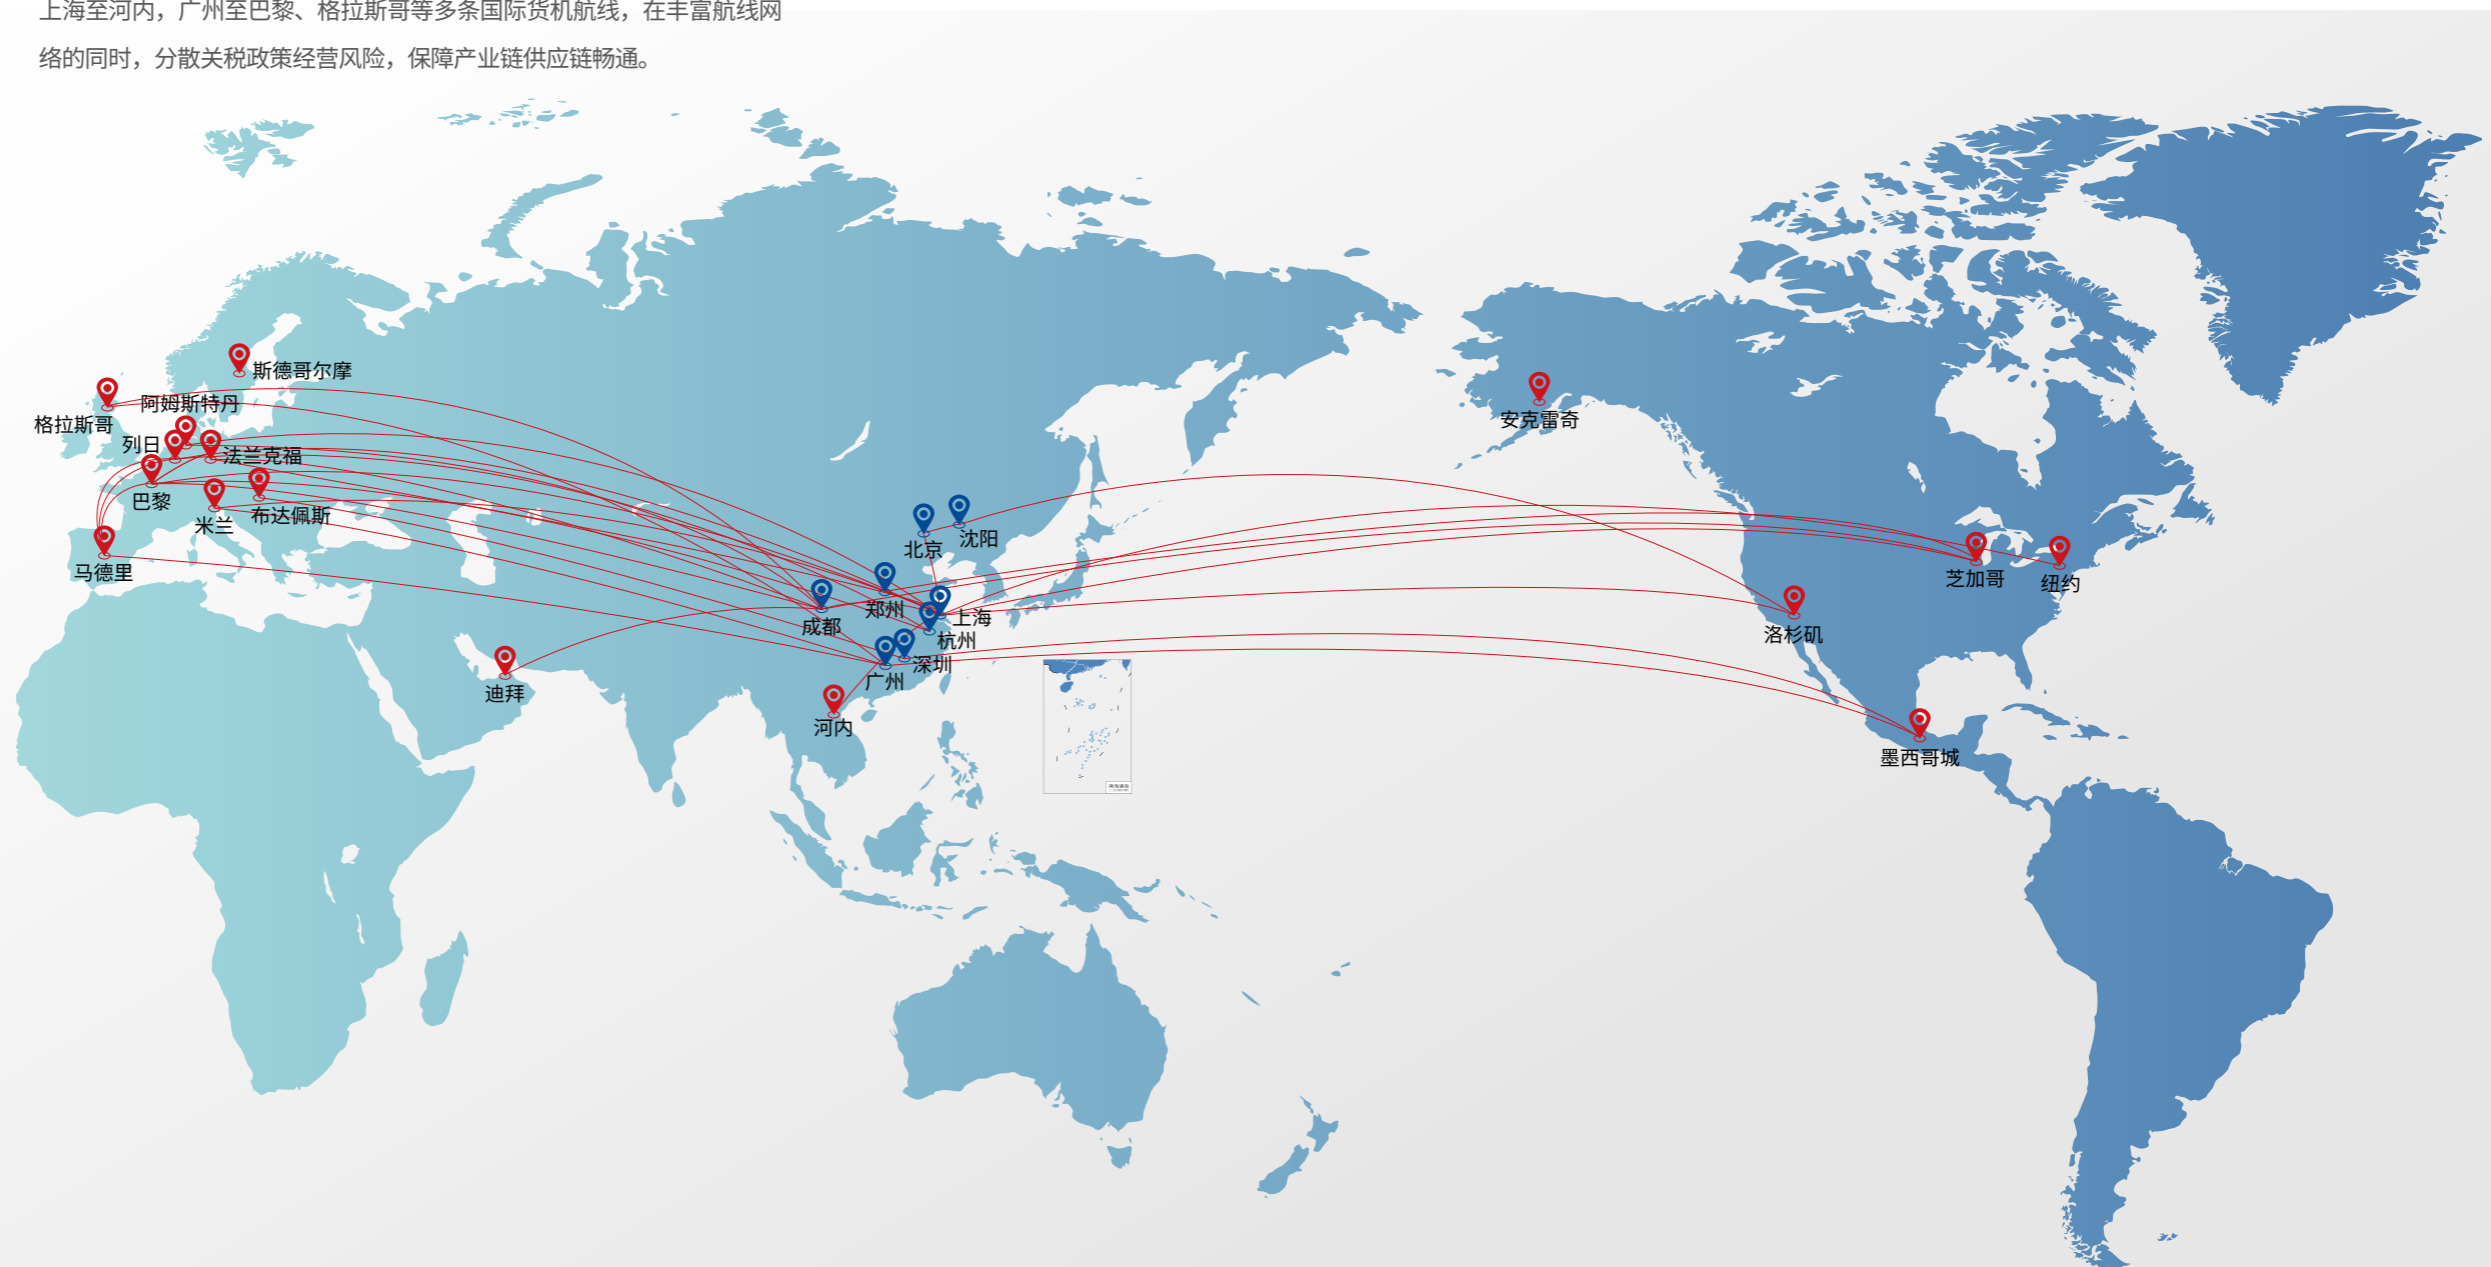 上海至河内，广州至巴黎、格拉斯哥等多条国际货机航线，在丰富航线网
络的同时，分散关税政策经营风险，保障产业链供应链畅通。
斯德哥尔摩
格拉斯哥
阿姆斯特丹
列日
法兰克福
巴黎
米兰
布达佩斯
马德里
迪拜
北京
沈阳
郑州
成都
上海
杭州
深圳
广州
河内
安克雷奇
芝加哥
纽约
洛杉矶
墨西哥城